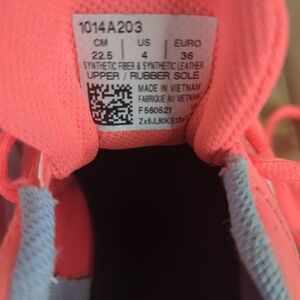 1014A203
CM US EURO
22.5 4 36
SYNTHETIC FIBER & SYNTHETIC LEATHER
UPPER / RUBBER SOLE
MADE IN VIETNAM
FABRIQUE AU VIETNAM
F560521